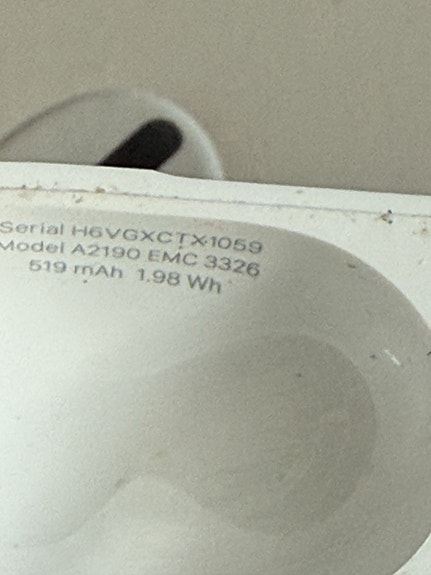 Serial H6VGXCTX1059
Model A2190 EMC 3326
519 mAh 1.98 Wh